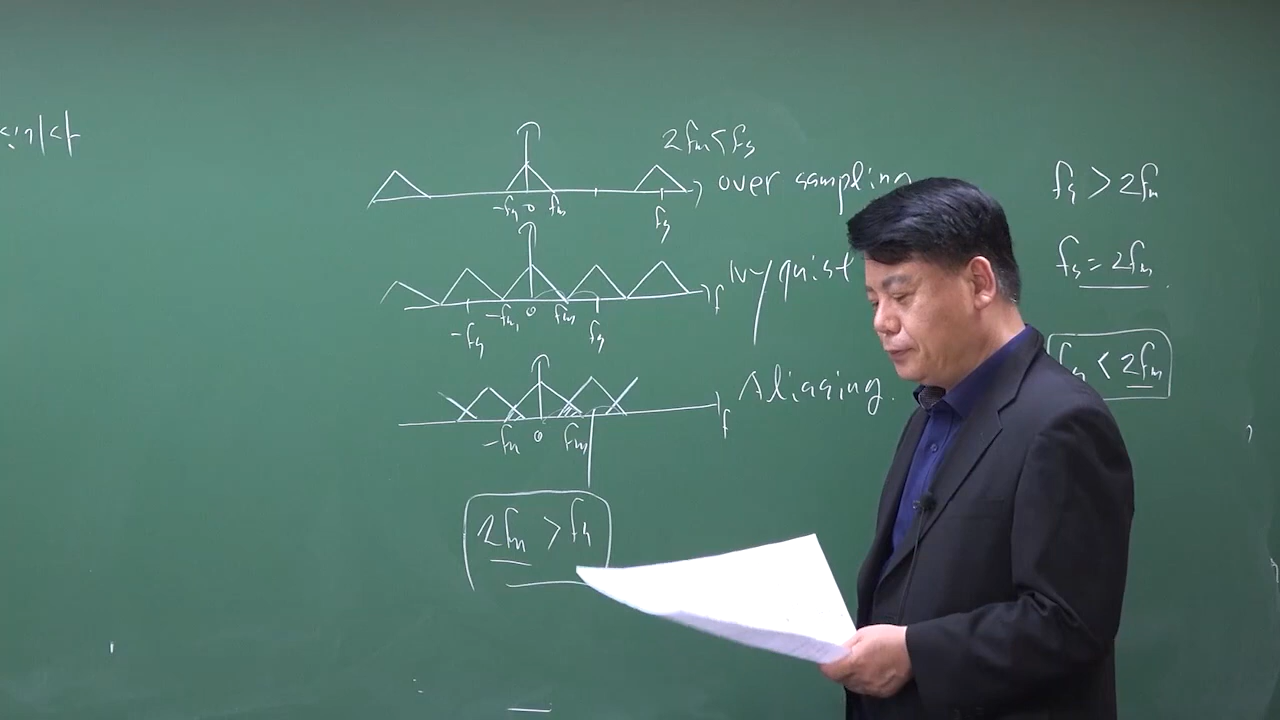 2fm<fs
over sampling
-fm 0 fm
fs
Nyquist
f
-fm 0 fm
-fs fs
Aliasing.
f
-fm 0 fm
2fm > fs
fs > 2fm
fs = 2fm
fs < 2fm